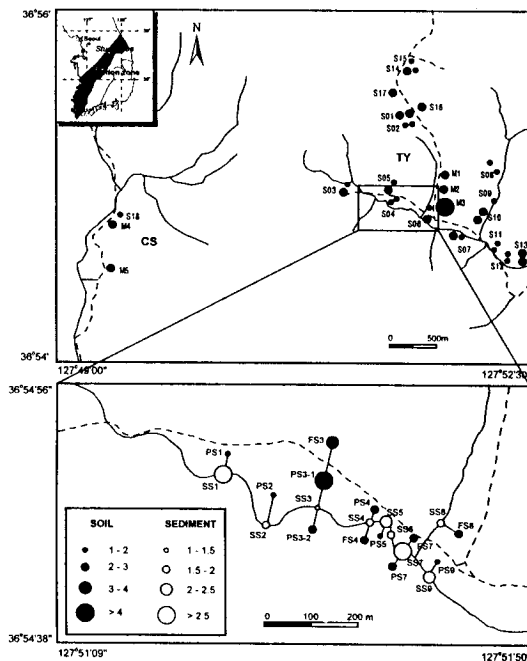 36°56'
Seoul
N
S15
S14
S17
S16
S01
S02
TY
M1
S05
M2
S08
S03
M3
S09
S04
S10
S06
S18
M4
CS
S07
S11
S13
S12
M5
0 500m
36°54'
127°49'00"
127°52'30"
36°54'56"
FS3
PS1
SS1
PS3-1
PS2
SS3
PS4
SS5
SS8
SS2
SS4
SS6
PS3-2
FS4
PS5
FS7
FS8
SS7
PS9
PS7
SS9
SOIL SEDIMENT
1 - 2 1 - 1.5
2 - 3 1.5 - 2
3 - 4 2 - 2.5
> 4 > 2.5
0 100 200 m
36°54'38"
127°51'09"
127°51'50"